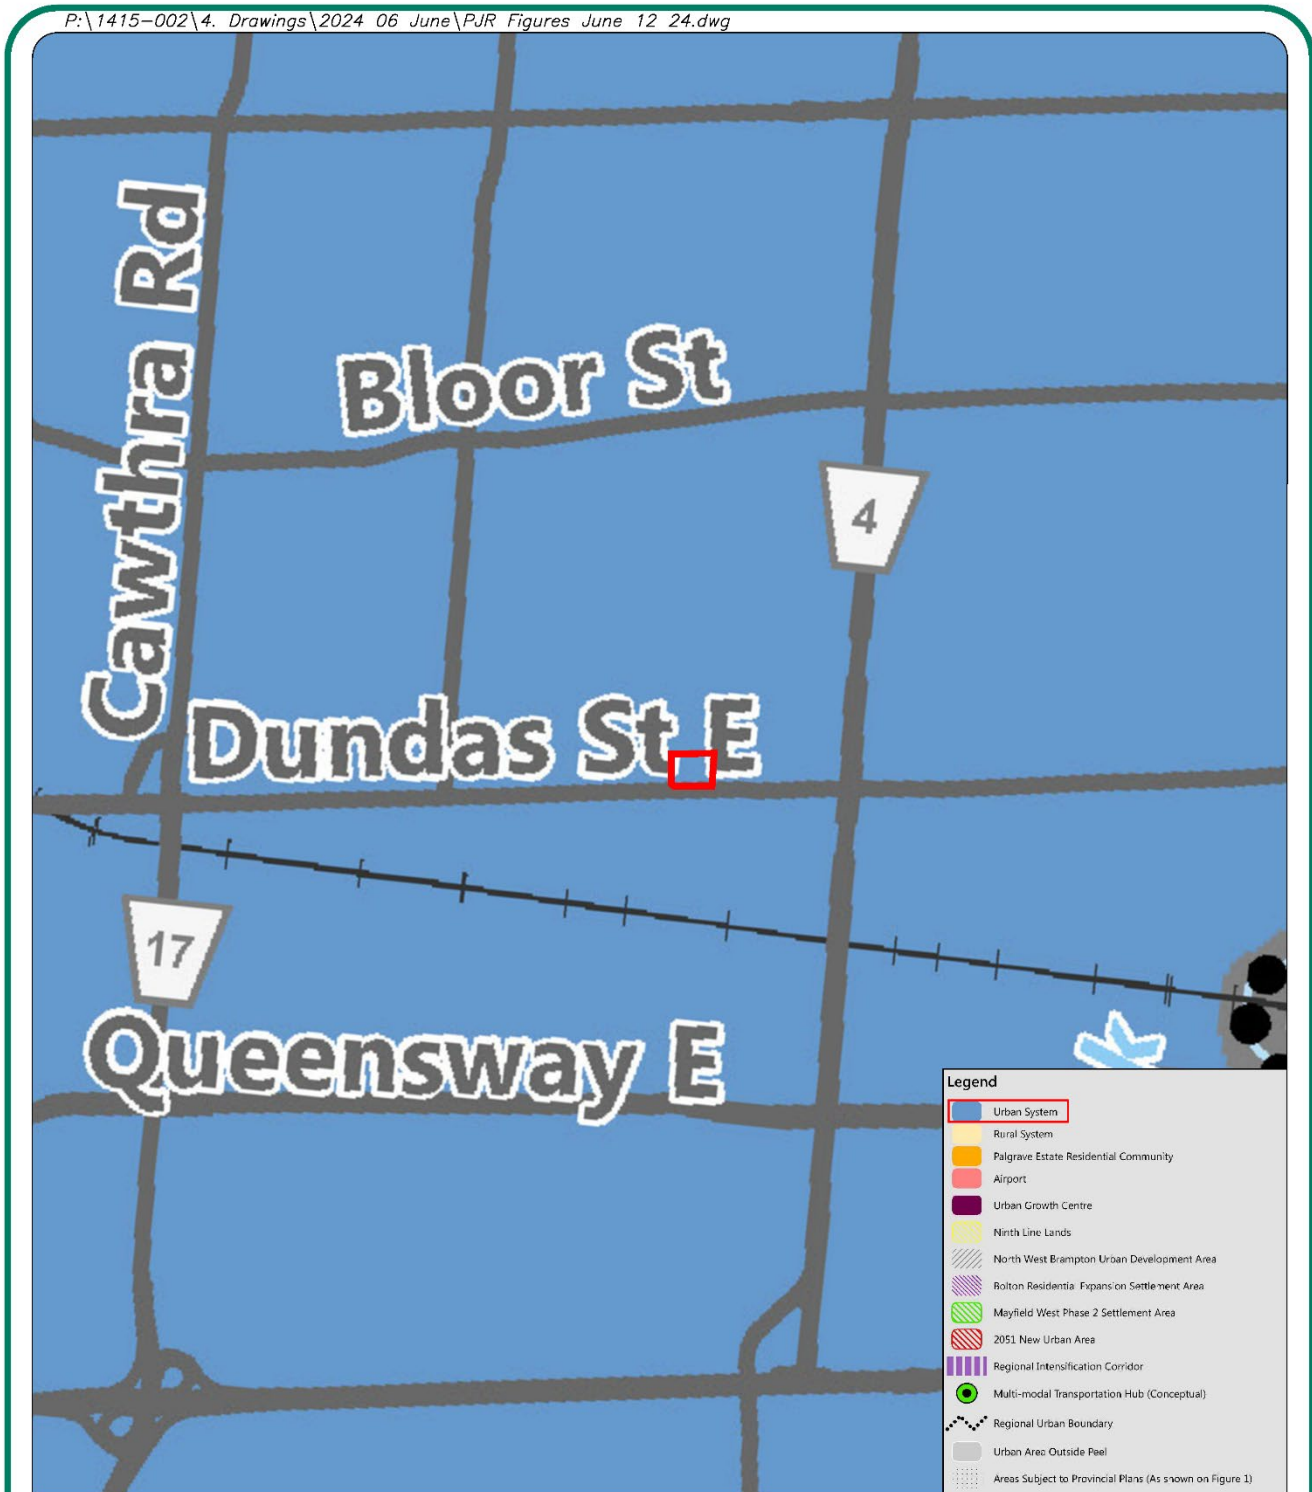 P:\1415-002\4. Drawings\2024 06 June\PJR Figures June 12 24.dwg
Cawthra Rd
Bloor St
4
Dundas St E
17
Queensway E
Legend
Urban System
Rural System
Palgrave Estate Residential Community
Airport
Urban Growth Centre
Ninth Line Lands
North West Brampton Urban Development Area
Bolton Residential Expansion Settlement Area
Mayfield West Phase 2 Settlement Area
2051 New Urban Area
Regional Intensification Corridor
Multi-modal Transportation Hub (Conceptual)
Regional Urban Boundary
Urban Area Outside Peel
Areas Subject to Provincial Plans (As shown on Figure 1)